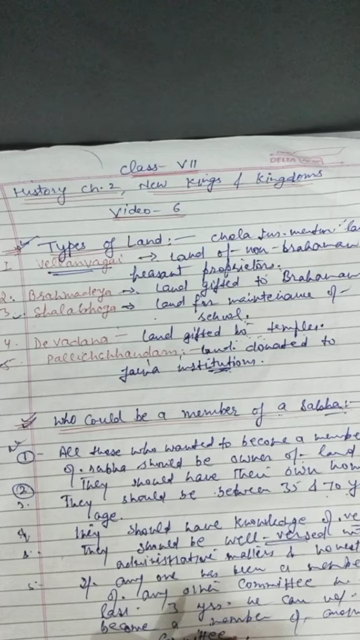 Class- VII
History Ch. 2, New Kings & Kingdoms
Video- 6
Types of Land:- Chola Ins. mention
1. Vellanvagai → Land of non-brahaman
peasant proprietors.
2. Brahmadeya → Land gifted to Brahaman
3. Shalabhoga → land for maintenance of
school.
4. Devadana:- land gifted to temples.
5. Pallichchhandam:- land donated to
Jaina institutions.
who could be a member of a Sabha:-
① All those who wanted to become a member
of sabha should be owner of land
② They should have their own
3. They should be between 35 & 70
age.
4. They should have knowledge of
They should be well-versed
administrative matters & honest
If any one has been a member
of any other Committee in
last 3 yrs. he can not
become a member of another
Committee.